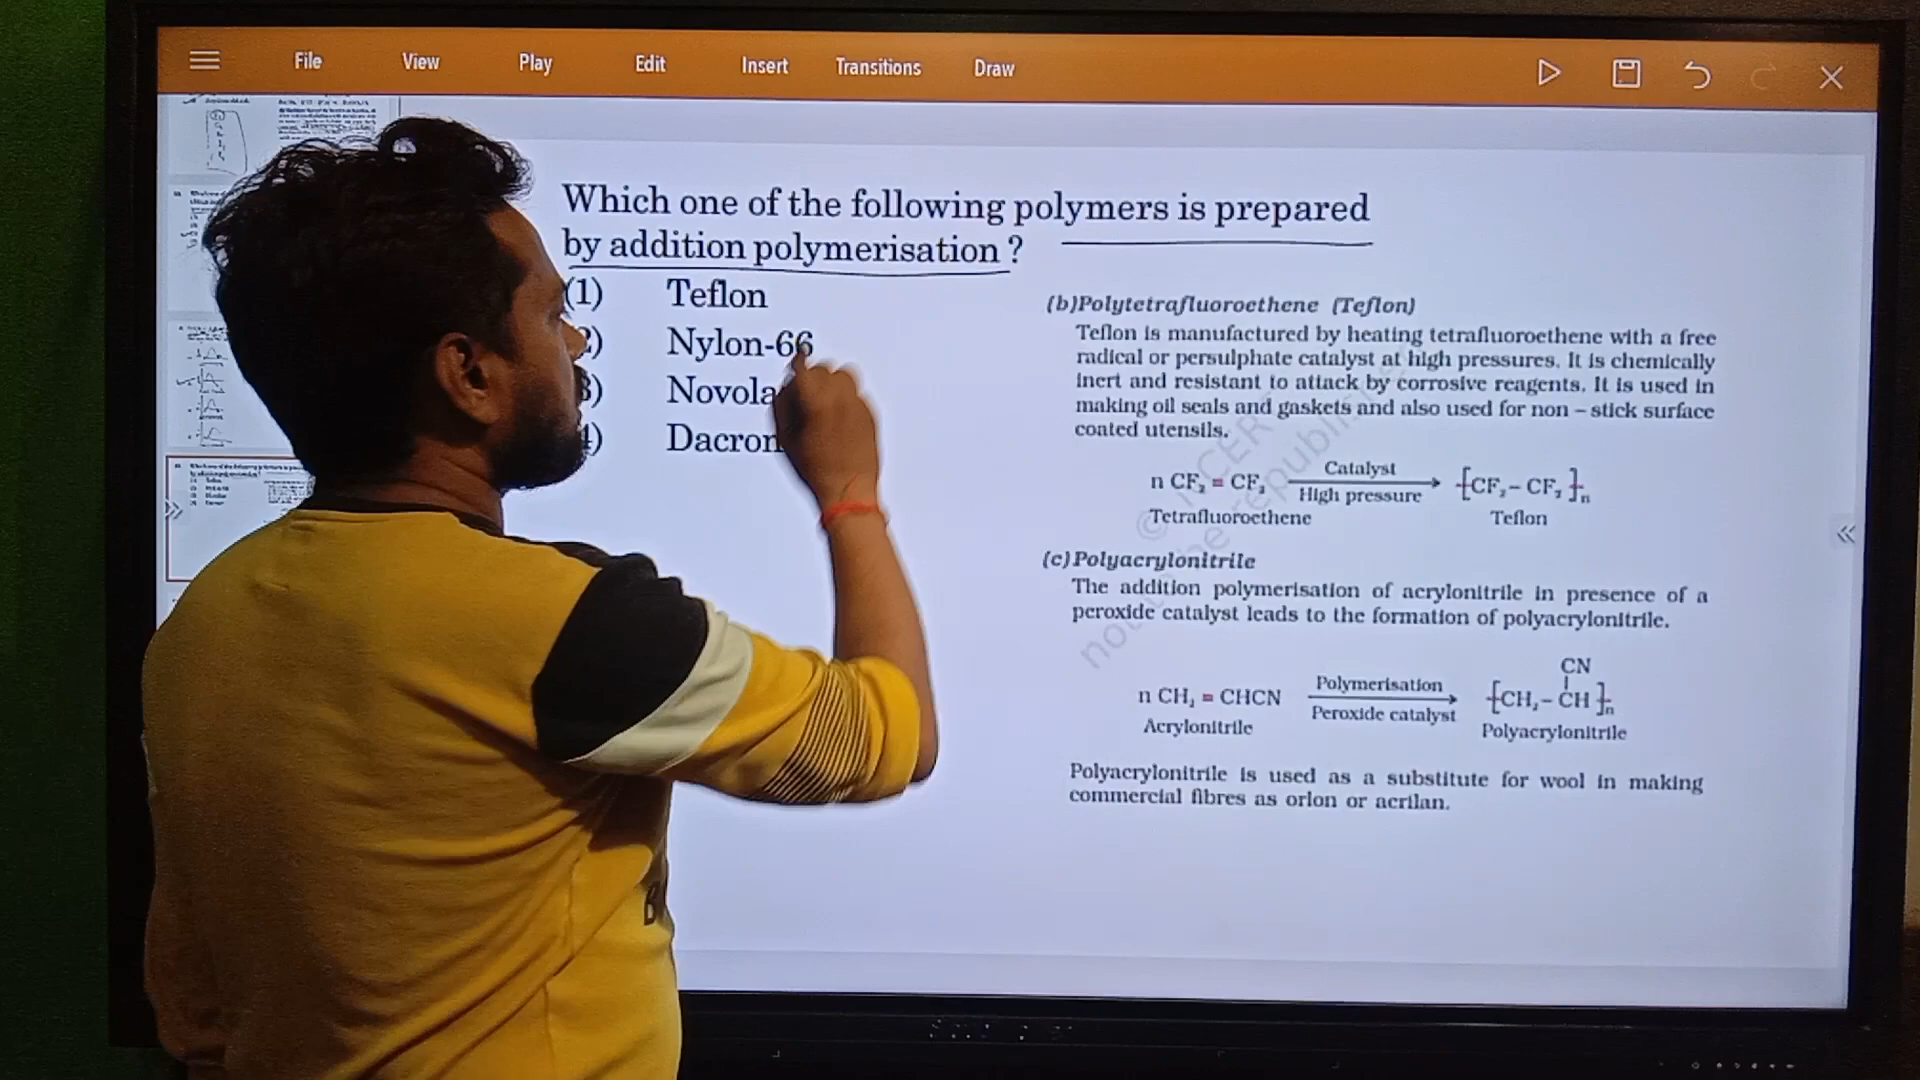 File View Play Edit Insert Transitions Draw
Which one of the following polymers is prepared
by addition polymerisation ?
(1) Teflon
2) Nylon-66
3) Novola
4) Dacron
(b)Polytetrafluoroethene (Teflon)
Teflon is manufactured by heating tetrafluoroethene with a free
radical or persulphate catalyst at high pressures. It is chemically
inert and resistant to attack by corrosive reagents. It is used in
making oil seals and gaskets and also used for non – stick surface
coated utensils.
n CF₂ = CF₂ Catalyst High pressure [CF₂ – CF₂]n
Tetrafluoroethene Teflon
(c)Polyacrylonitrile
The addition polymerisation of acrylonitrile in presence of a
peroxide catalyst leads to the formation of polyacrylonitrile.
CN
n CH₂ = CHCN Polymerisation Peroxide catalyst [CH₂ – CH]n
Acrylonitrile Polyacrylonitrile
Polyacrylonitrile is used as a substitute for wool in making
commercial fibres as orlon or acrilan.